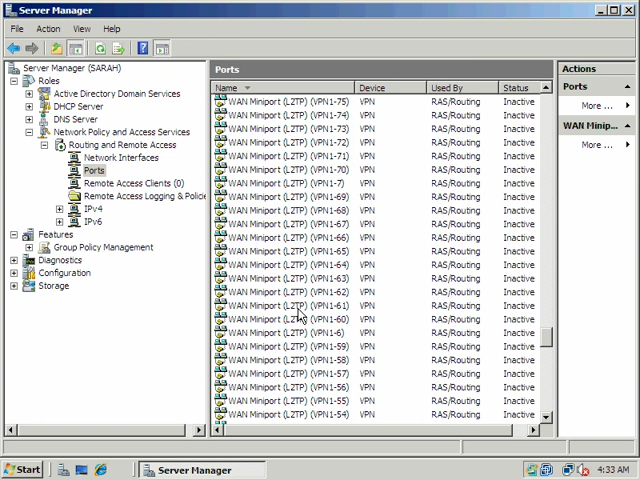 Server Manager
File Action View Help
Server Manager (SARAH)
Roles
Active Directory Domain Services
DHCP Server
DNS Server
Network Policy and Access Services
Routing and Remote Access
Network Interfaces
Ports
Remote Access Clients (0)
Remote Access Logging & Policie
IPv4
IPv6
Features
Group Policy Management
Diagnostics
Configuration
Storage
Ports
Name Device Used By Status
WAN Miniport (L2TP) (VPN1-75) VPN RAS/Routing Inactive
WAN Miniport (L2TP) (VPN1-74) VPN RAS/Routing Inactive
WAN Miniport (L2TP) (VPN1-73) VPN RAS/Routing Inactive
WAN Miniport (L2TP) (VPN1-72) VPN RAS/Routing Inactive
WAN Miniport (L2TP) (VPN1-71) VPN RAS/Routing Inactive
WAN Miniport (L2TP) (VPN1-70) VPN RAS/Routing Inactive
WAN Miniport (L2TP) (VPN1-7) VPN RAS/Routing Inactive
WAN Miniport (L2TP) (VPN1-69) VPN RAS/Routing Inactive
WAN Miniport (L2TP) (VPN1-68) VPN RAS/Routing Inactive
WAN Miniport (L2TP) (VPN1-67) VPN RAS/Routing Inactive
WAN Miniport (L2TP) (VPN1-66) VPN RAS/Routing Inactive
WAN Miniport (L2TP) (VPN1-65) VPN RAS/Routing Inactive
WAN Miniport (L2TP) (VPN1-64) VPN RAS/Routing Inactive
WAN Miniport (L2TP) (VPN1-63) VPN RAS/Routing Inactive
WAN Miniport (L2TP) (VPN1-62) VPN RAS/Routing Inactive
WAN Miniport (L2TP) (VPN1-61) VPN RAS/Routing Inactive
WAN Miniport (L2TP) (VPN1-60) VPN RAS/Routing Inactive
WAN Miniport (L2TP) (VPN1-6) VPN RAS/Routing Inactive
WAN Miniport (L2TP) (VPN1-59) VPN RAS/Routing Inactive
WAN Miniport (L2TP) (VPN1-58) VPN RAS/Routing Inactive
WAN Miniport (L2TP) (VPN1-57) VPN RAS/Routing Inactive
WAN Miniport (L2TP) (VPN1-56) VPN RAS/Routing Inactive
WAN Miniport (L2TP) (VPN1-55) VPN RAS/Routing Inactive
WAN Miniport (L2TP) (VPN1-54) VPN RAS/Routing Inactive
Actions
Ports
More ...
WAN Minip...
More ...
Start
Server Manager
4:33 AM